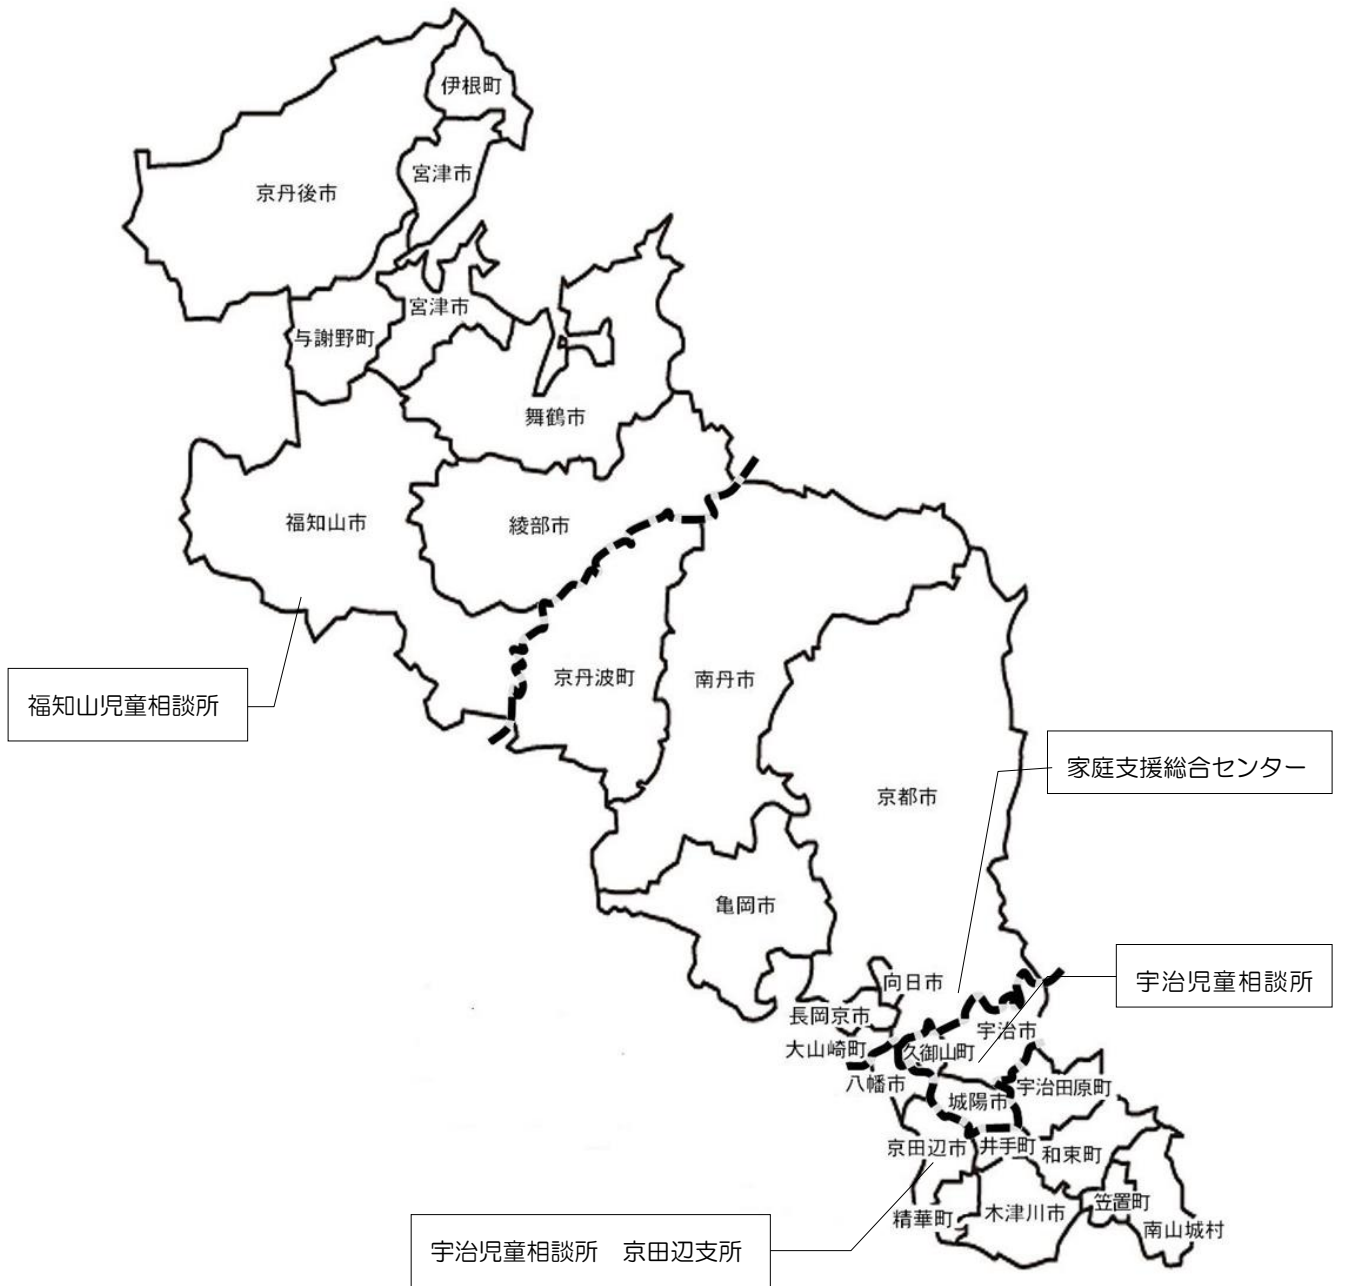 伊根町
宮津市
京丹後市
宮津市
与謝野町
舞鶴市
福知山市
綾部市
京丹波町
南丹市
福知山児童相談所
家庭支援総合センター
京都市
亀岡市
宇治児童相談所
向日市
長岡京市
宇治市
大山崎町
久御山町
八幡市
宇治田原町
城陽市
京田辺市
井手町
和束町
笠置町
木津川市
精華町
南山城村
宇治児童相談所 京田辺支所